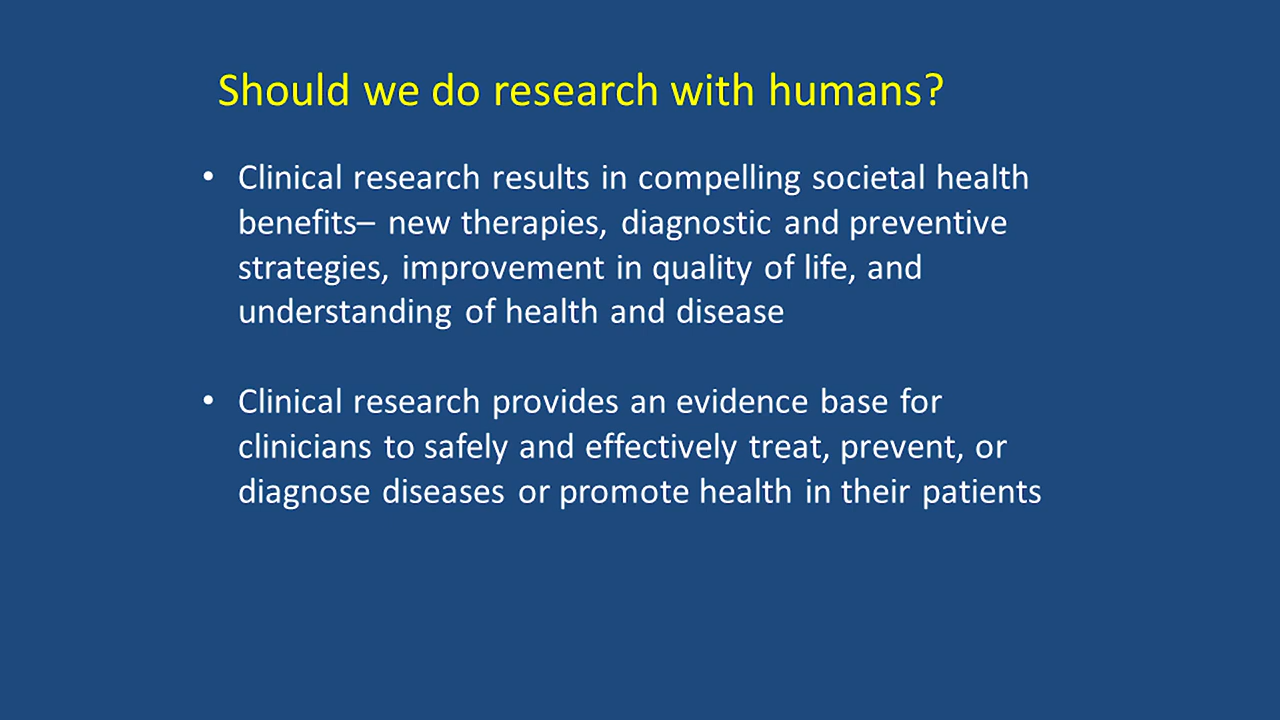 Should we do research with humans?
• Clinical research results in compelling societal health
benefits– new therapies, diagnostic and preventive
strategies, improvement in quality of life, and
understanding of health and disease
• Clinical research provides an evidence base for
clinicians to safely and effectively treat, prevent, or
diagnose diseases or promote health in their patients